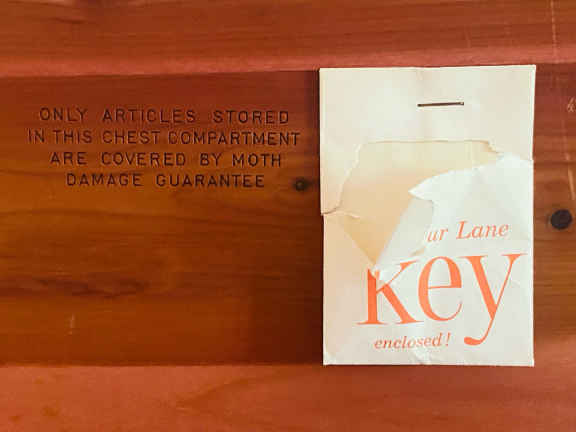 ONLY ARTICLES STORED
IN THIS CHEST COMPARTMENT
ARE COVERED BY MOTH
DAMAGE GUARANTEE
ur Lane
key
enclosed!